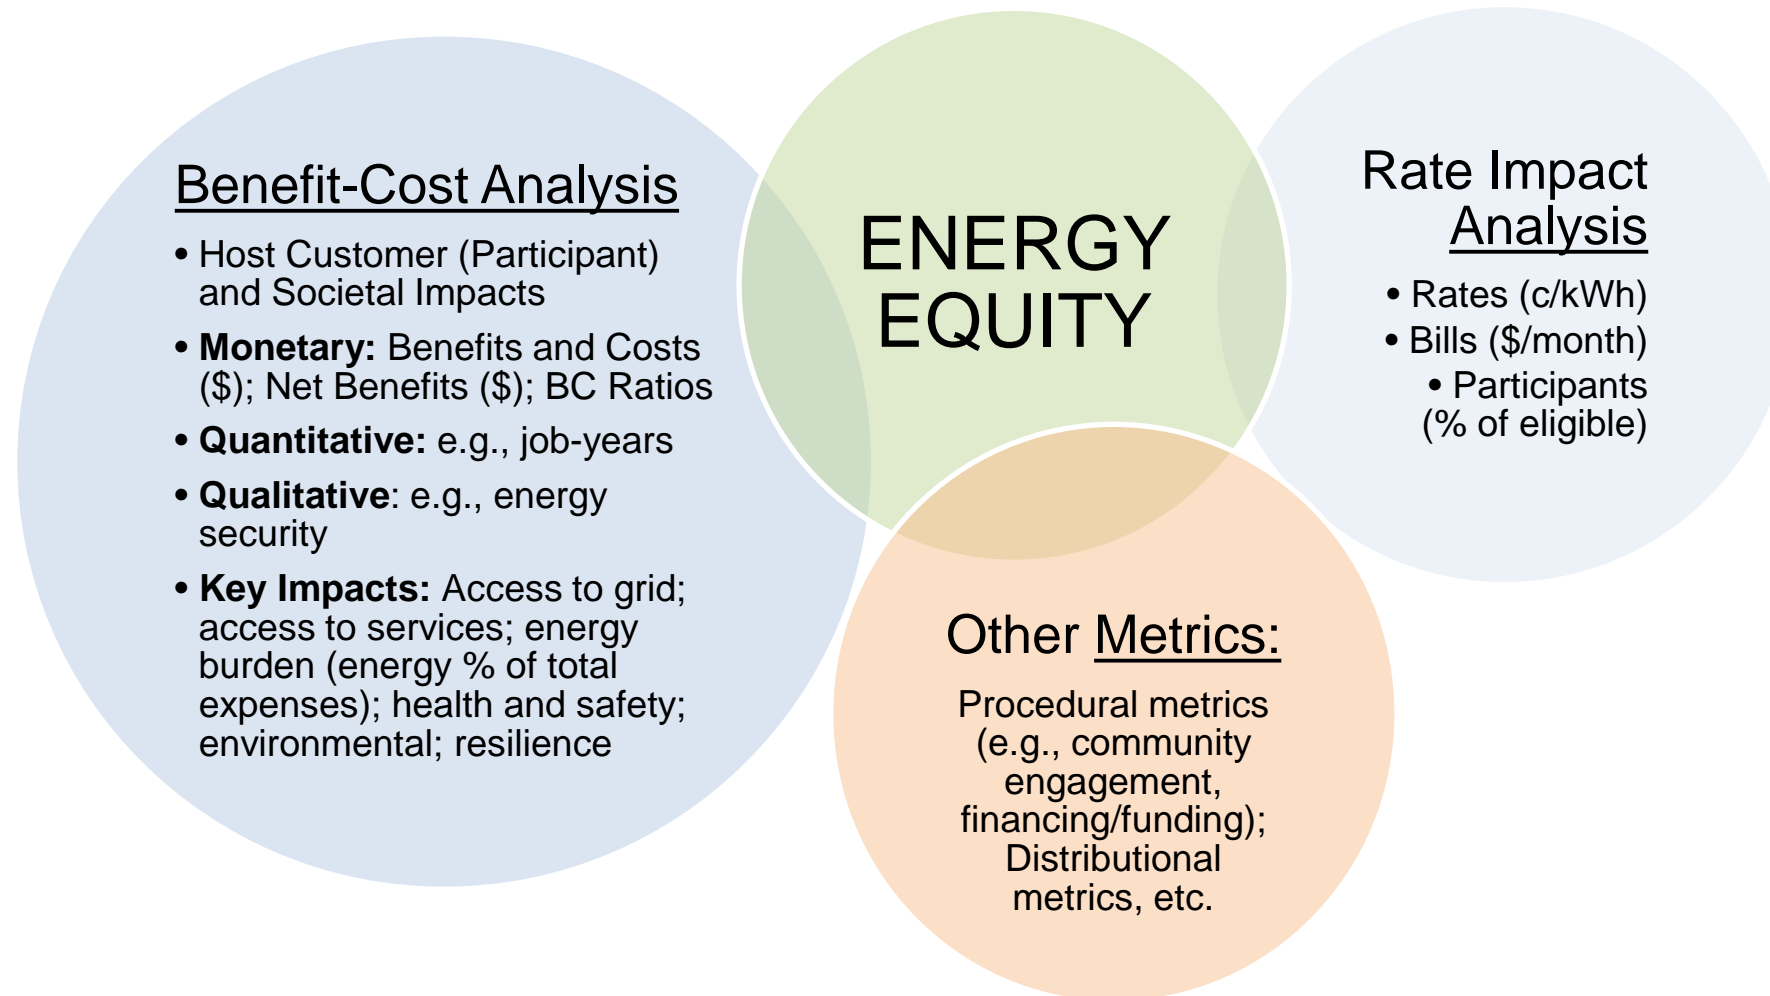 Benefit-Cost Analysis
• Host Customer (Participant)
and Societal Impacts
• Monetary: Benefits and Costs
($); Net Benefits ($); BC Ratios
• Quantitative: e.g., job-years
• Qualitative: e.g., energy
security
• Key Impacts: Access to grid;
access to services; energy
burden (energy % of total
expenses); health and safety;
environmental; resilience
ENERGY
EQUITY
Rate Impact
Analysis
• Rates (c/kWh)
• Bills ($/month)
• Participants
(% of eligible)
Other Metrics:
Procedural metrics
(e.g., community
engagement,
financing/funding);
Distributional
metrics, etc.